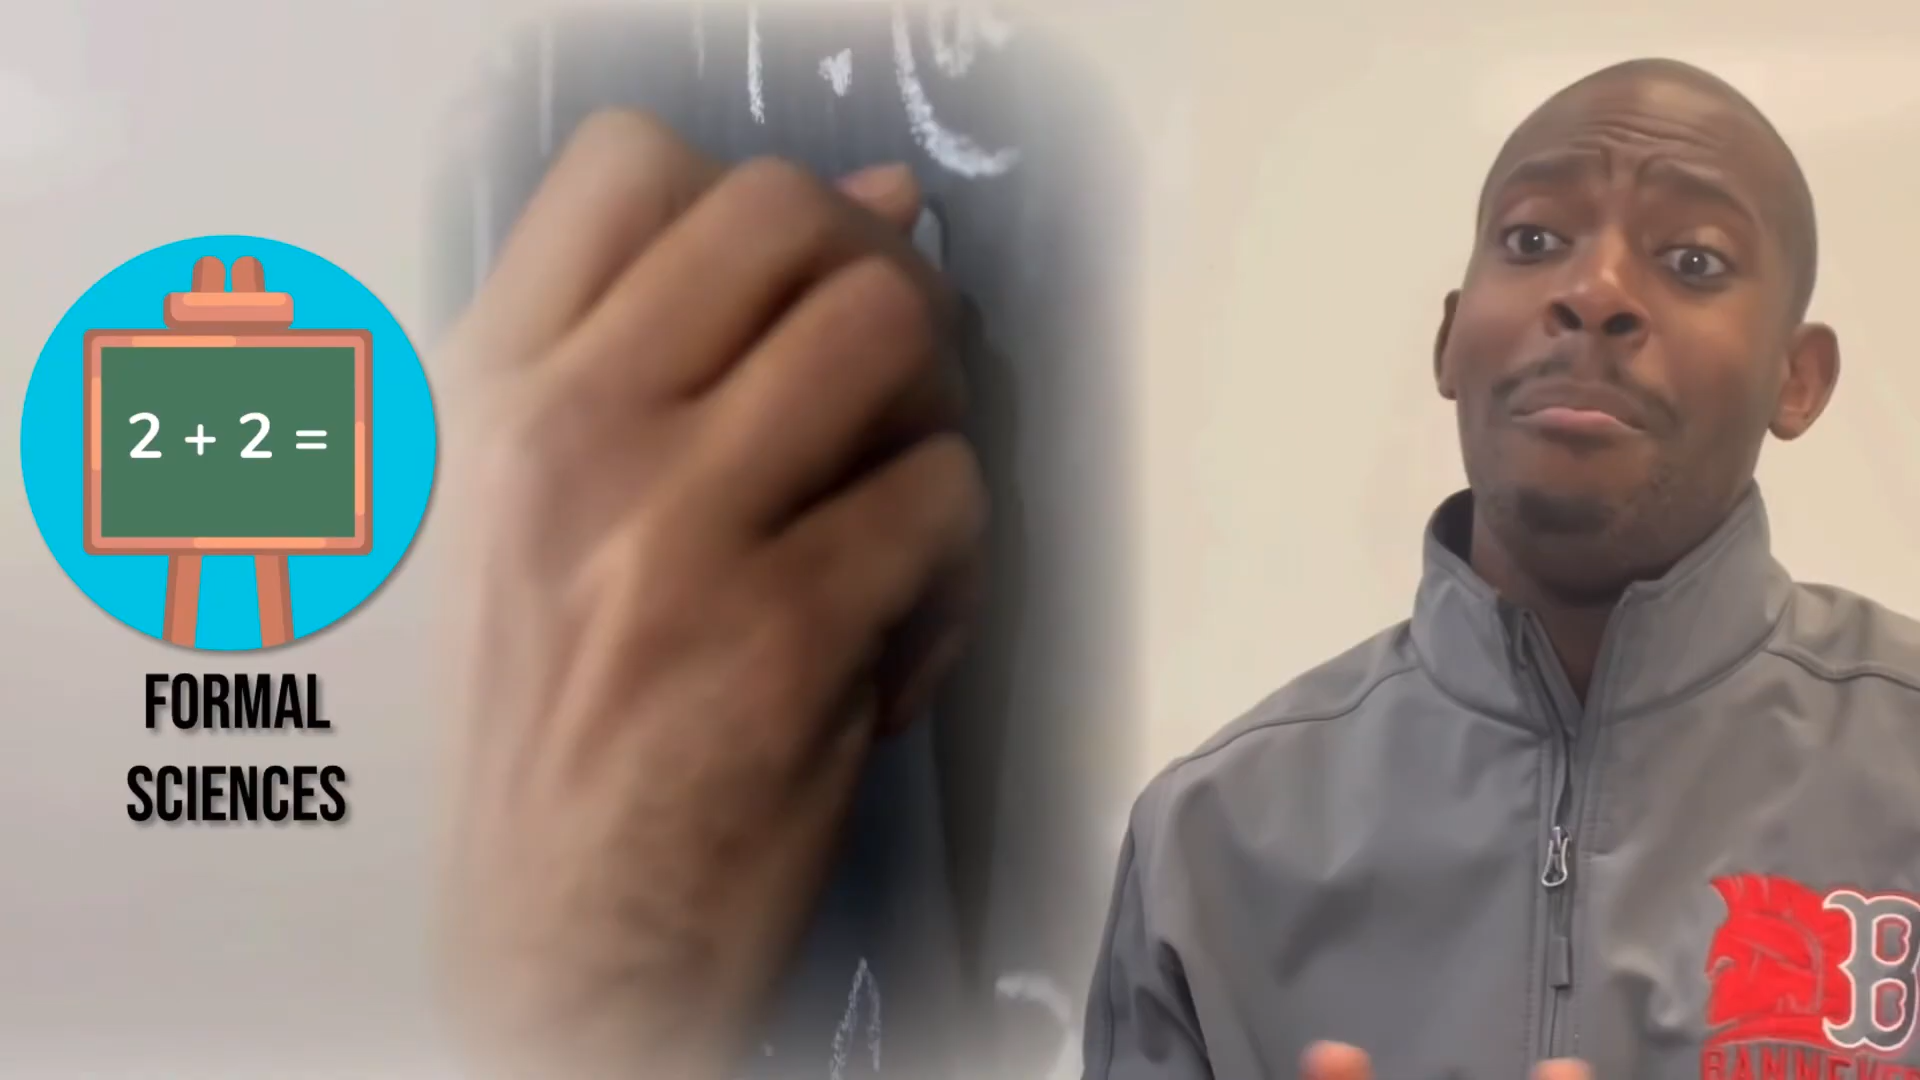 2 + 2 =
FORMAL
SCIENCES
B